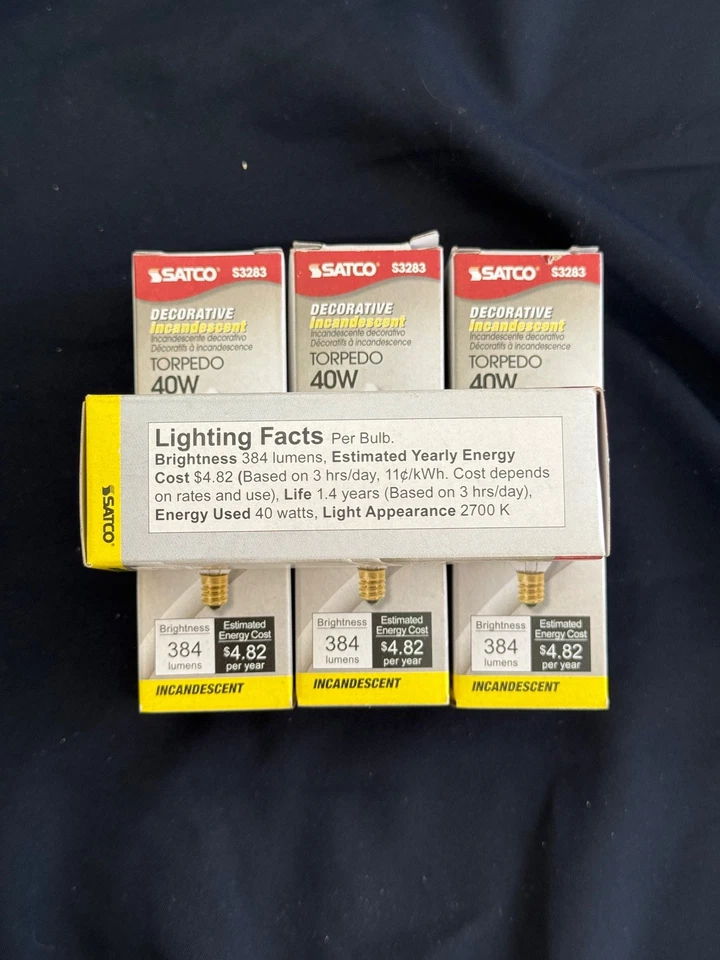 SATCO® S3283
DECORATIVE
Incandescent
Incandescente decorativo
Décoratifs à incandescence
TORPEDO
40W
SATCO® S3283
DECORATIVE
Incandescent
Incandescente decorativo
Décoratifs à incandescence
TORPEDO
40W
SATCO® S3283
DECORATIVE
Incandescent
Incandescente decorativo
Décoratifs à incandescence
TORPEDO
40W
SATCO®
Lighting Facts Per Bulb.
Brightness 384 lumens, Estimated Yearly Energy
Cost $4.82 (Based on 3 hrs/day, 11¢/kWh. Cost depends
on rates and use), Life 1.4 years (Based on 3 hrs/day),
Energy Used 40 watts, Light Appearance 2700 K
Brightness
384
lumens
Estimated
Energy Cost
$4.82
per year
INCANDESCENT
Brightness
384
lumens
Estimated
Energy Cost
$4.82
per year
INCANDESCENT
Brightness
384
lumens
Estimated
Energy Cost
$4.82
per year
INCANDESCENT